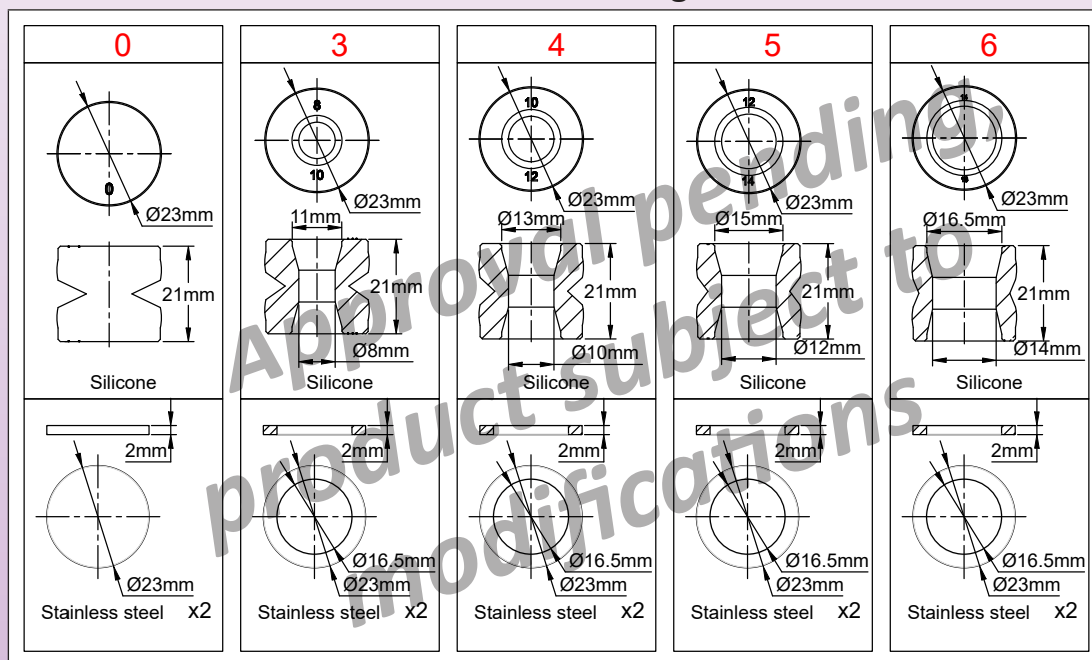 0
0
Ø23mm
21mm
Silicone
2mm
Ø23mm
Stainless steel x2
3
8
10
Ø23mm
11mm
21mm
Ø8mm
Silicone
2mm
Ø16.5mm
Ø23mm
Stainless steel x2
4
10
12
Ø23mm
Ø13mm
21mm
Ø10mm
Silicone
2mm
Ø16.5mm
Ø23mm
Stainless steel x2
5
12
14
Ø23mm
Ø15mm
21mm
Ø12mm
Silicone
2mm
Ø16.5mm
Ø23mm
Stainless steel x2
6
Ø23mm
Ø16.5mm
21mm
Ø14mm
Silicone
2mm
Ø16.5mm
Ø23mm
Stainless steel x2
Approval pending,
product subject to
modifications